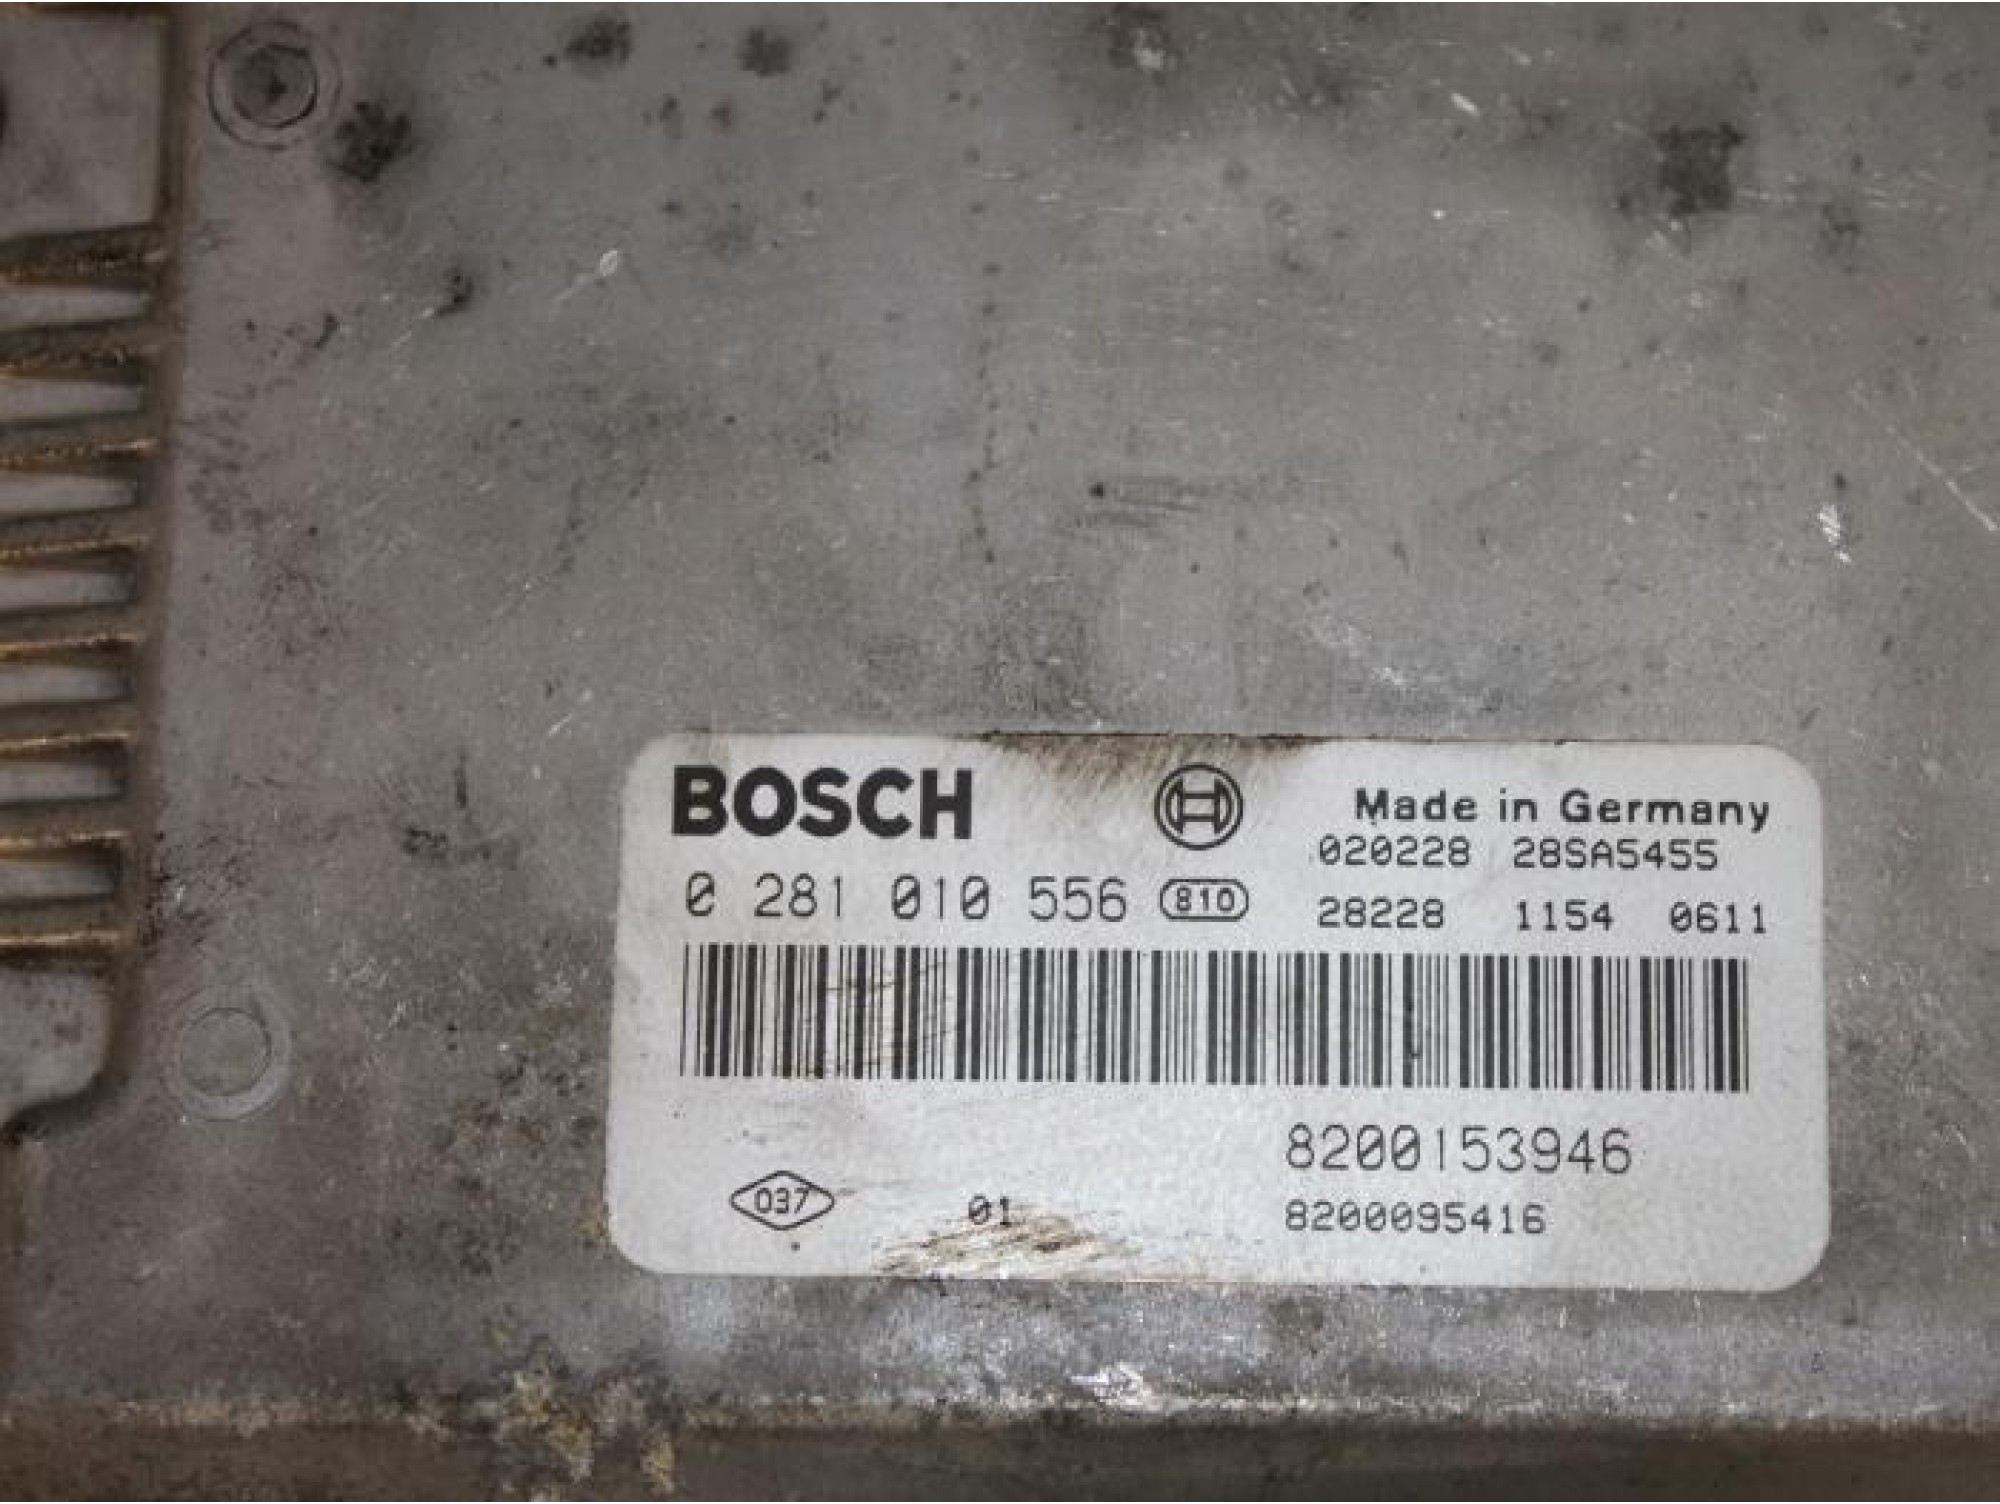 BOSCH
Made in Germany
020228 28SA5455
0 281 010 556 810
28228 1154 0611
8200153946
037 01
8200095416